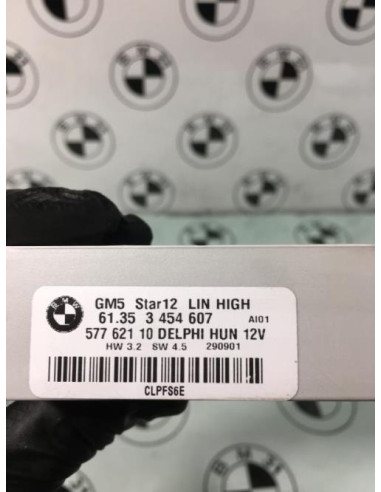 BMW
GM5 Star12 LIN HIGH
61.35 3 454 607 AI01
577 621 10 DELPHI HUN 12V
HW 3.2 SW 4.5 290901
CLPFS6E